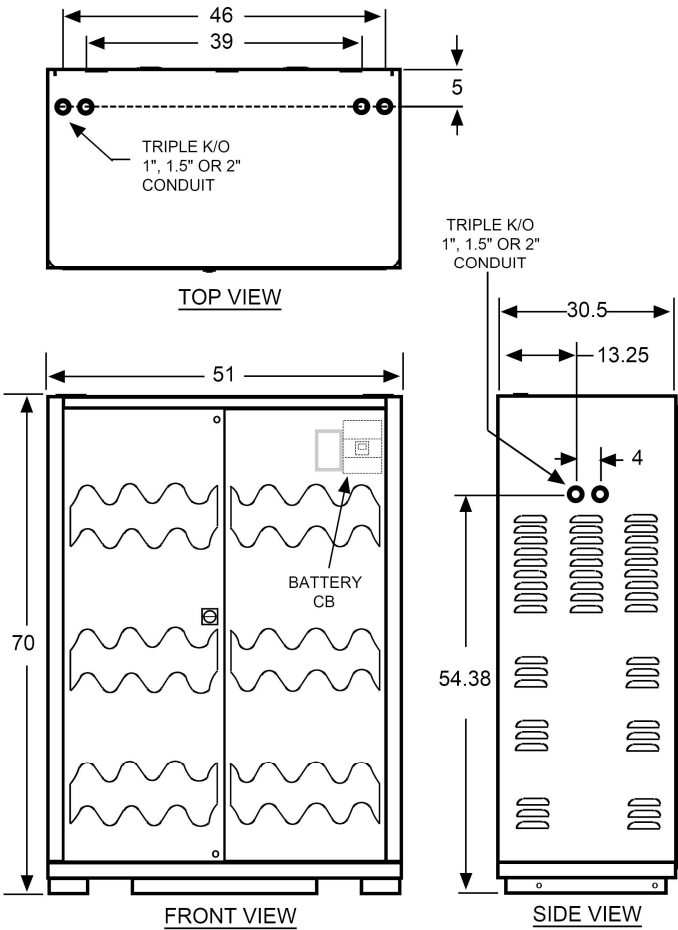 46
39
5
TRIPLE K/O
1", 1.5" OR 2"
CONDUIT
TOP VIEW
TRIPLE K/O
1", 1.5" OR 2"
CONDUIT
30.5
13.25
4
51
BATTERY
CB
70
54.38
FRONT VIEW
SIDE VIEW